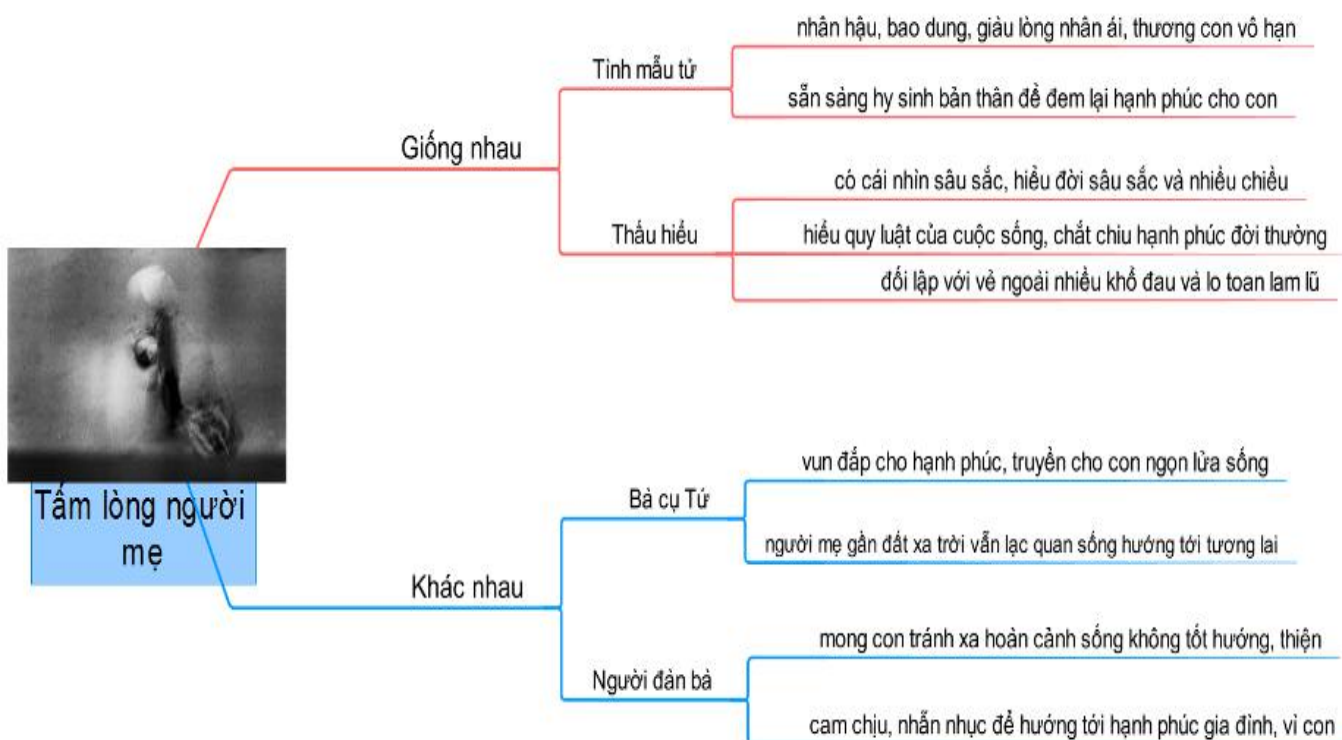 nhân hậu, bao dung, giàu lòng nhân ái, thương con vô hạn
Tình mẫu tử
sẵn sàng hy sinh bản thân để đem lại hạnh phúc cho con
Giống nhau
có cái nhìn sâu sắc, hiểu đời sâu sắc và nhiều chiều
Thấu hiểu
hiểu quy luật của cuộc sống, chắt chiu hạnh phúc đời thường
đối lập với vẻ ngoài nhiều khổ đau và lo toan lam lũ
Tấm lòng người
mẹ
vun đắp cho hạnh phúc, truyền cho con ngọn lửa sống
Bà cụ Tứ
người mẹ gần đất xa trời vẫn lạc quan sống hướng tới tương lai
Khác nhau
mong con tránh xa hoàn cảnh sống không tốt hướng, thiện
Người đàn bà
cam chịu, nhẫn nhục để hướng tới hạnh phúc gia đình, vì con